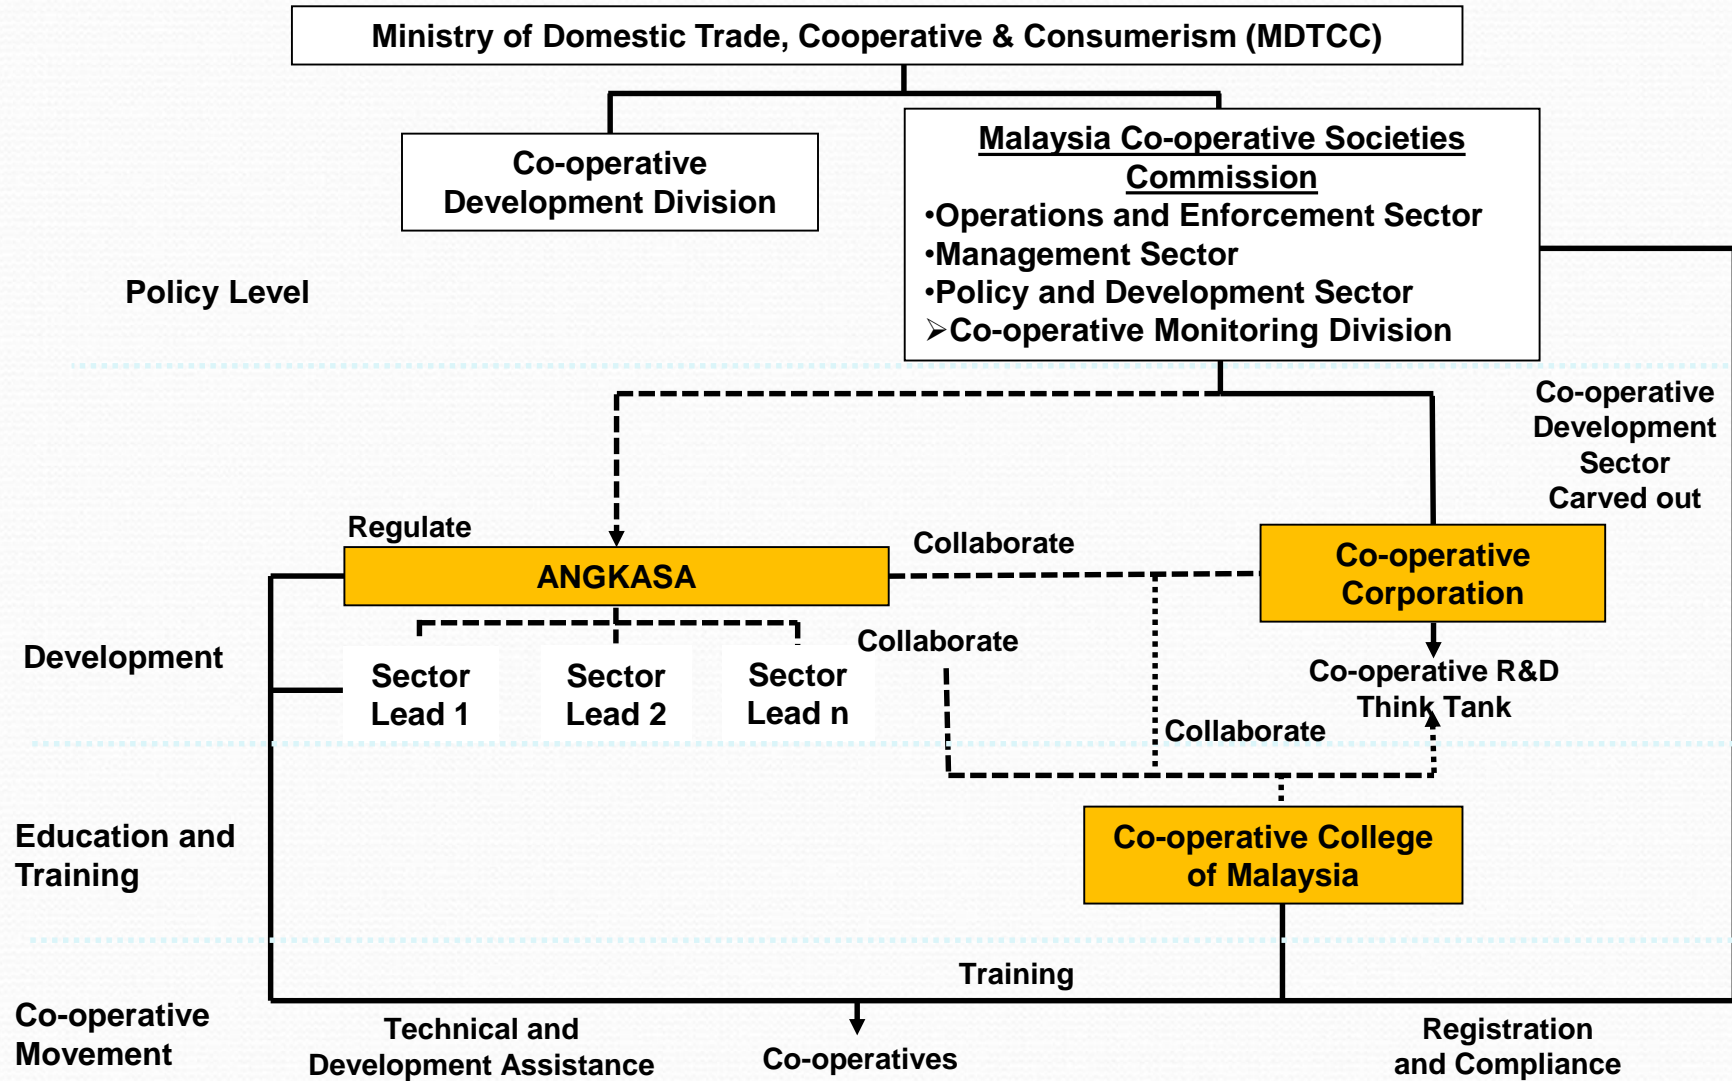 Ministry of Domestic Trade, Cooperative & Consumerism (MDTCC)
Co-operative
Development Division
Malaysia Co-operative Societies
Commission
•Operations and Enforcement Sector
•Management Sector
•Policy and Development Sector
➢Co-operative Monitoring Division
Policy Level
Co-operative
Development
Sector
Carved out
Regulate
ANGKASA
Collaborate
Co-operative
Corporation
Development
Sector
Lead 1
Sector
Lead 2
Sector
Lead n
Collaborate
Co-operative R&D
Think Tank
Collaborate
Education and
Training
Co-operative College
of Malaysia
Training
Co-operative
Movement
Technical and
Development Assistance
Co-operatives
Registration
and Compliance